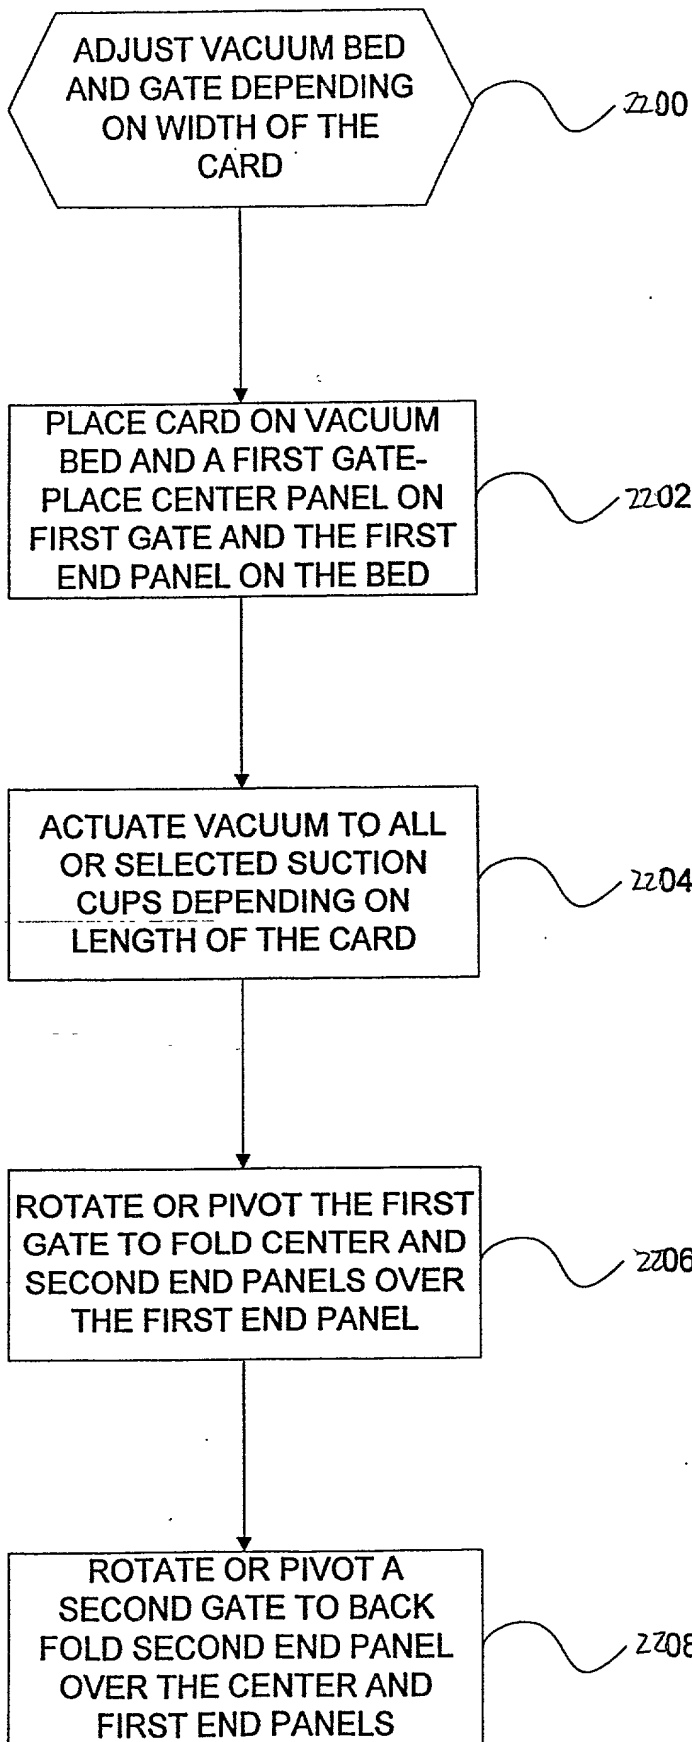 ADJUST VACUUM BED
AND GATE DEPENDING
ON WIDTH OF THE
CARD
2200
PLACE CARD ON VACUUM
BED AND A FIRST GATE-
PLACE CENTER PANEL ON
FIRST GATE AND THE FIRST
END PANEL ON THE BED
2202
ACTUATE VACUUM TO ALL
OR SELECTED SUCTION
CUPS DEPENDING ON
LENGTH OF THE CARD
2204
ROTATE OR PIVOT THE FIRST
GATE TO FOLD CENTER AND
SECOND END PANELS OVER
THE FIRST END PANEL
2206
ROTATE OR PIVOT A
SECOND GATE TO BACK
FOLD SECOND END PANEL
OVER THE CENTER AND
FIRST END PANELS
2208